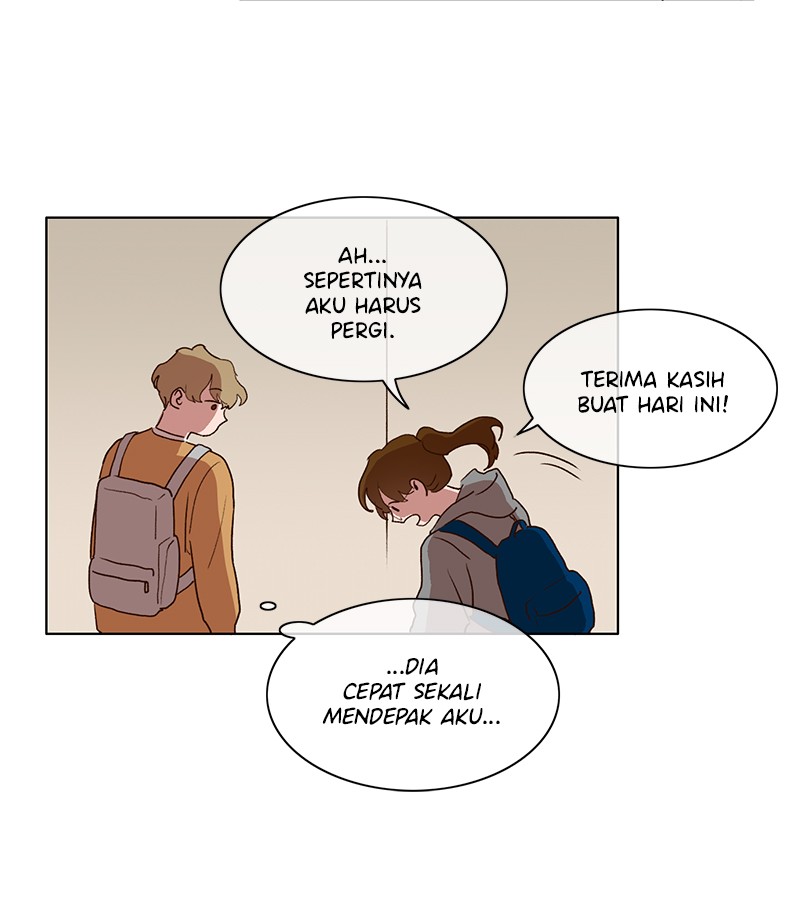 AH...
SEPERTINYA
AKU HARUS
PERGI.
TERIMA KASIH
BUAT HARI INI!
...DIA
CEPAT SEKALI
MENDEPAK AKU...